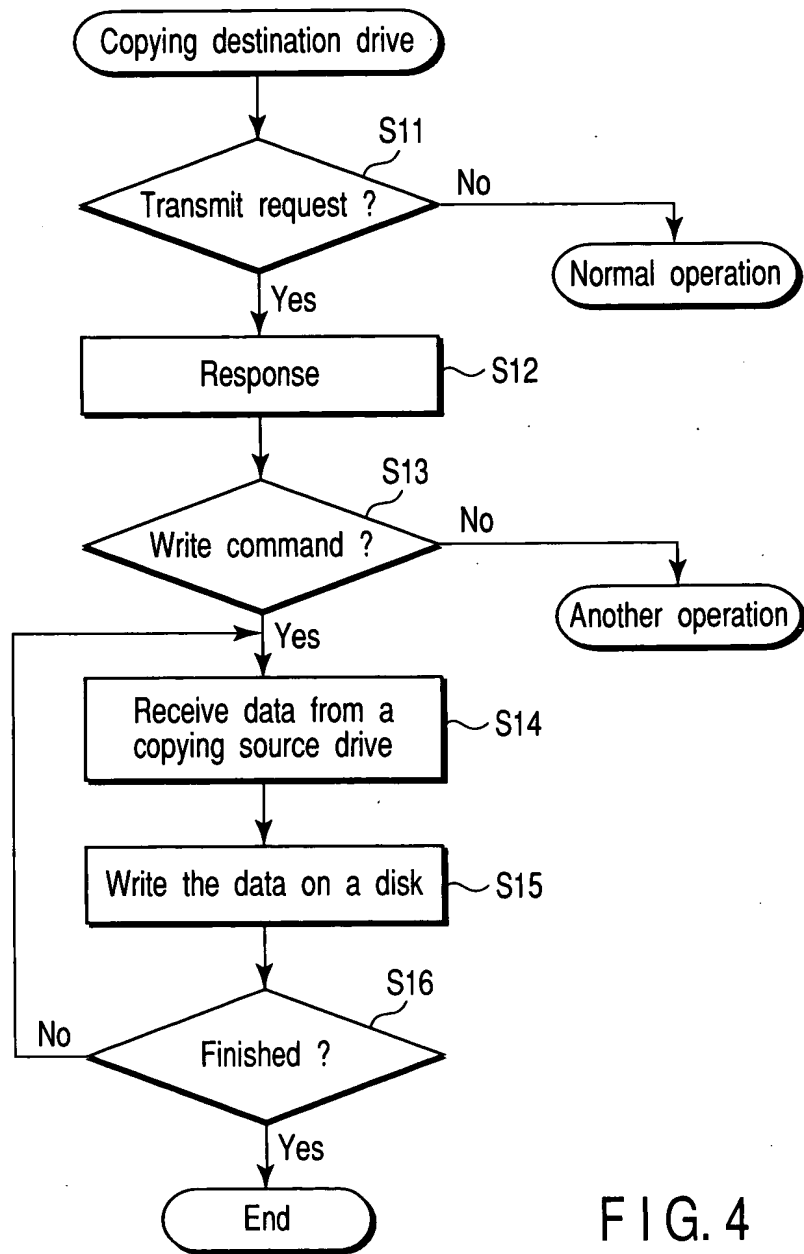 Copying destination drive
S11
Transmit request ?
No
Normal operation
Yes
Response
S12
S13
Write command ?
No
Another operation
Yes
Receive data from a
copying source drive
S14
Write the data on a disk
S15
S16
No
Finished ?
Yes
End
FIG. 4